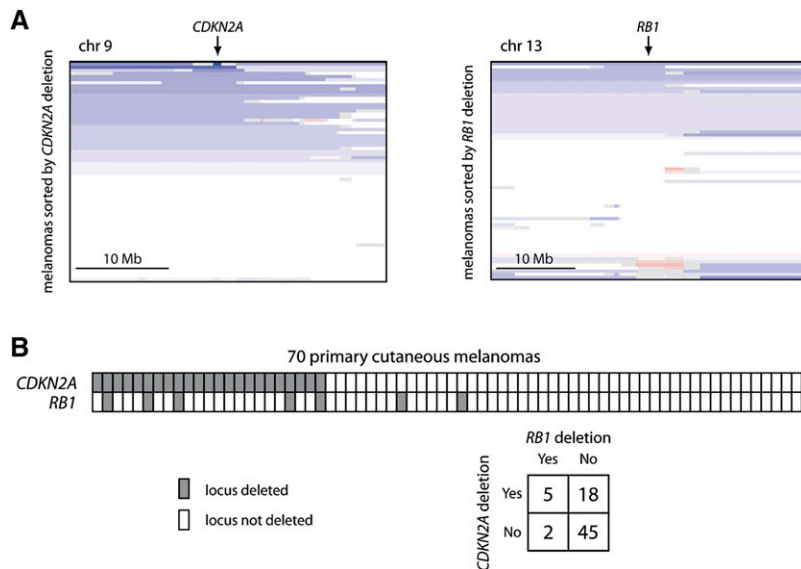 A
CDKN2A
chr 9
melanomas sorted by CDKN2A deletion
10 Mb
RB1
chr 13
melanomas sorted by RB1 deletion
10 Mb
B
70 primary cutaneous melanomas
CDKN2A
RB1
locus deleted
locus not deleted
RB1 deletion
Yes No
CDKN2A deletion
Yes 5 18
No 2 45